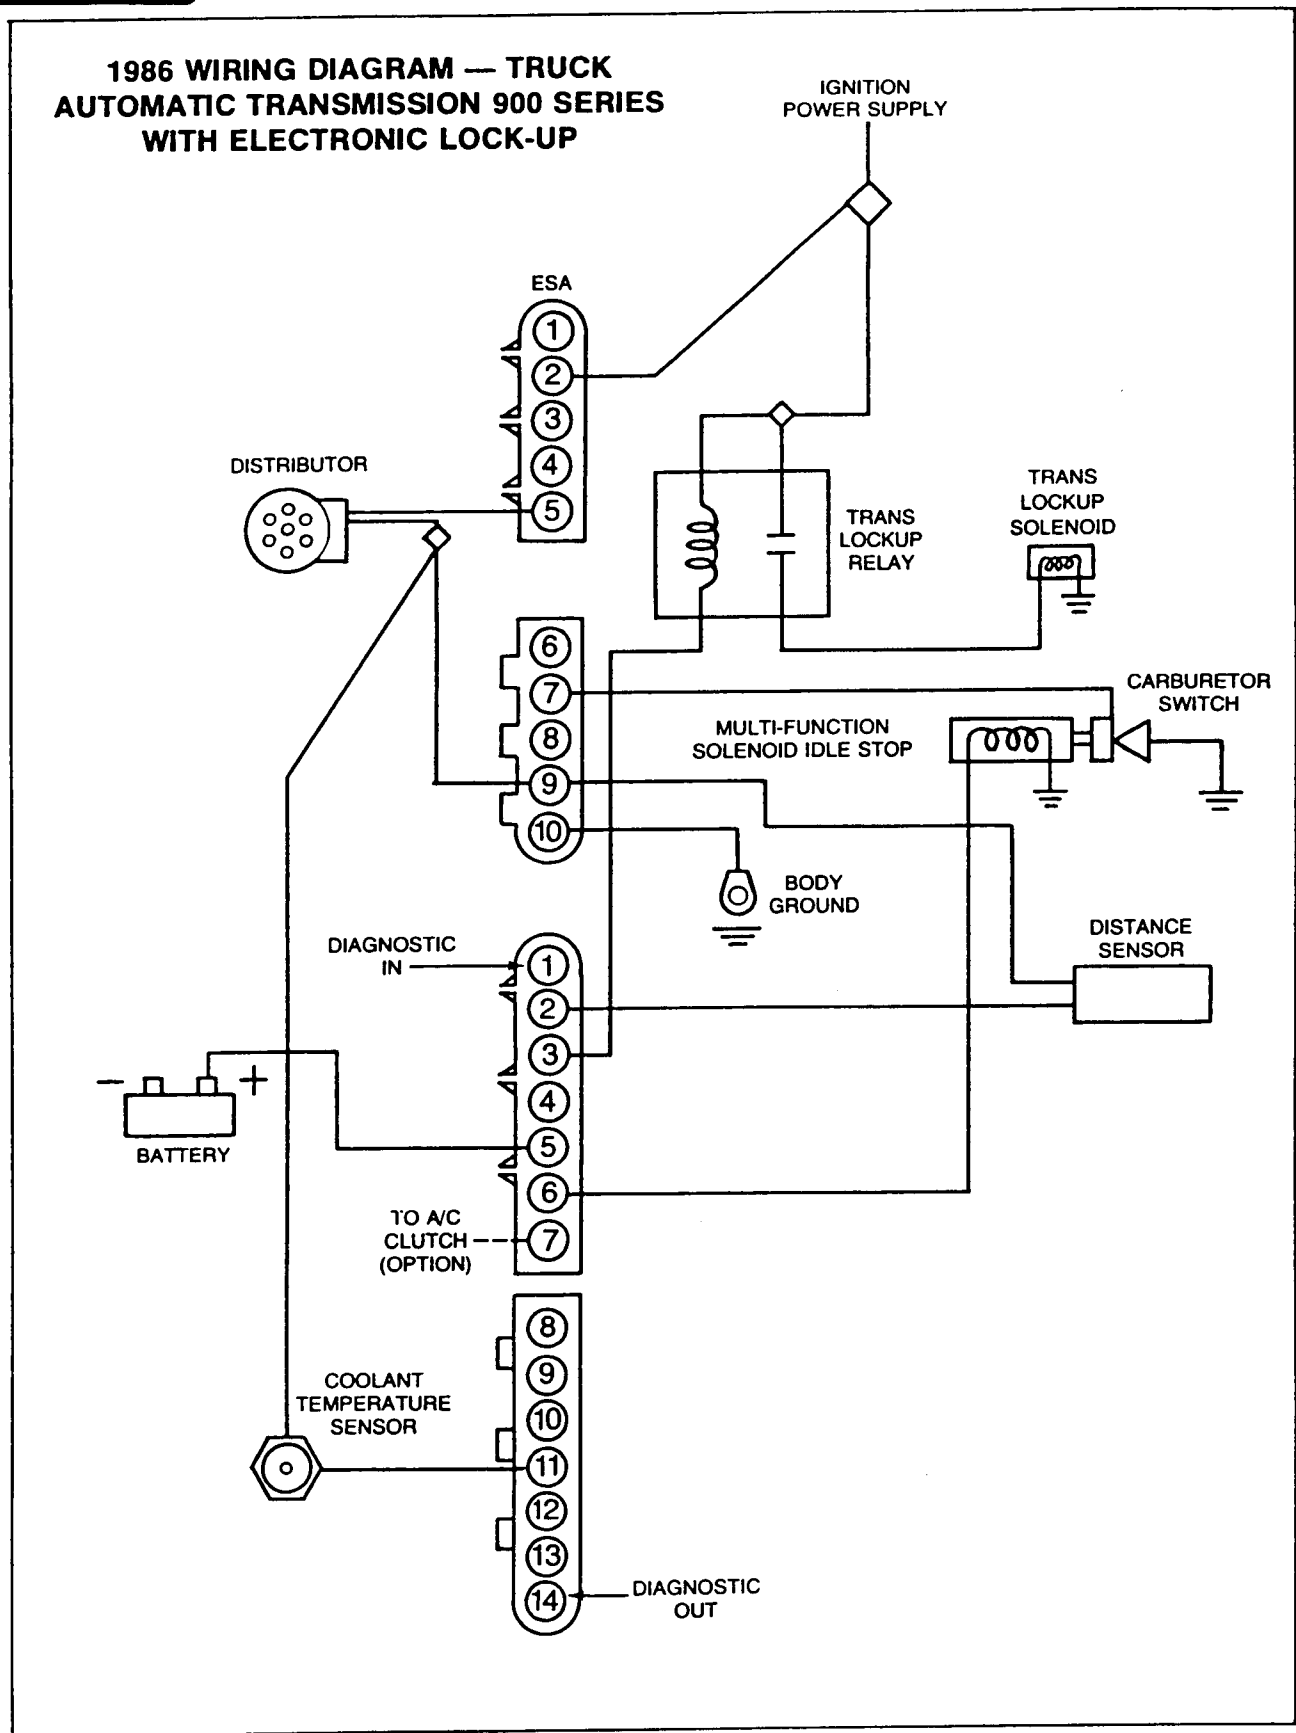 1986 WIRING DIAGRAM — TRUCK
AUTOMATIC TRANSMISSION 900 SERIES
WITH ELECTRONIC LOCK-UP
IGNITION
POWER SUPPLY
ESA
1
2
3
4
5
DISTRIBUTOR
TRANS
LOCKUP
RELAY
TRANS
LOCKUP
SOLENOID
6
7
8
9
10
CARBURETOR
SWITCH
MULTI-FUNCTION
SOLENOID IDLE STOP
BODY
GROUND
DISTANCE
SENSOR
DIAGNOSTIC
IN
1
2
3
4
5
6
7
− +
BATTERY
TO A/C
CLUTCH
(OPTION)
8
9
10
11
12
13
14
COOLANT
TEMPERATURE
SENSOR
DIAGNOSTIC
OUT